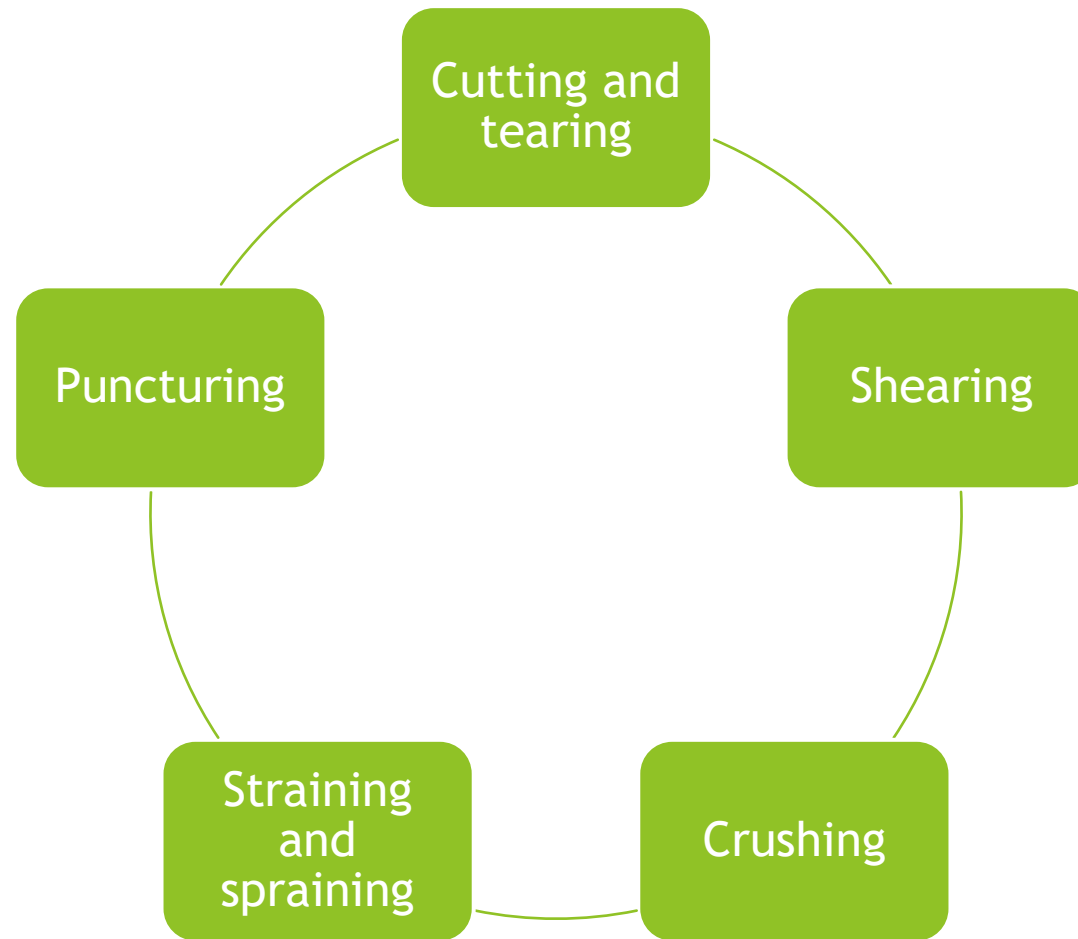 Cutting and
tearing
Shearing
Crushing
Straining
and
spraining
Puncturing